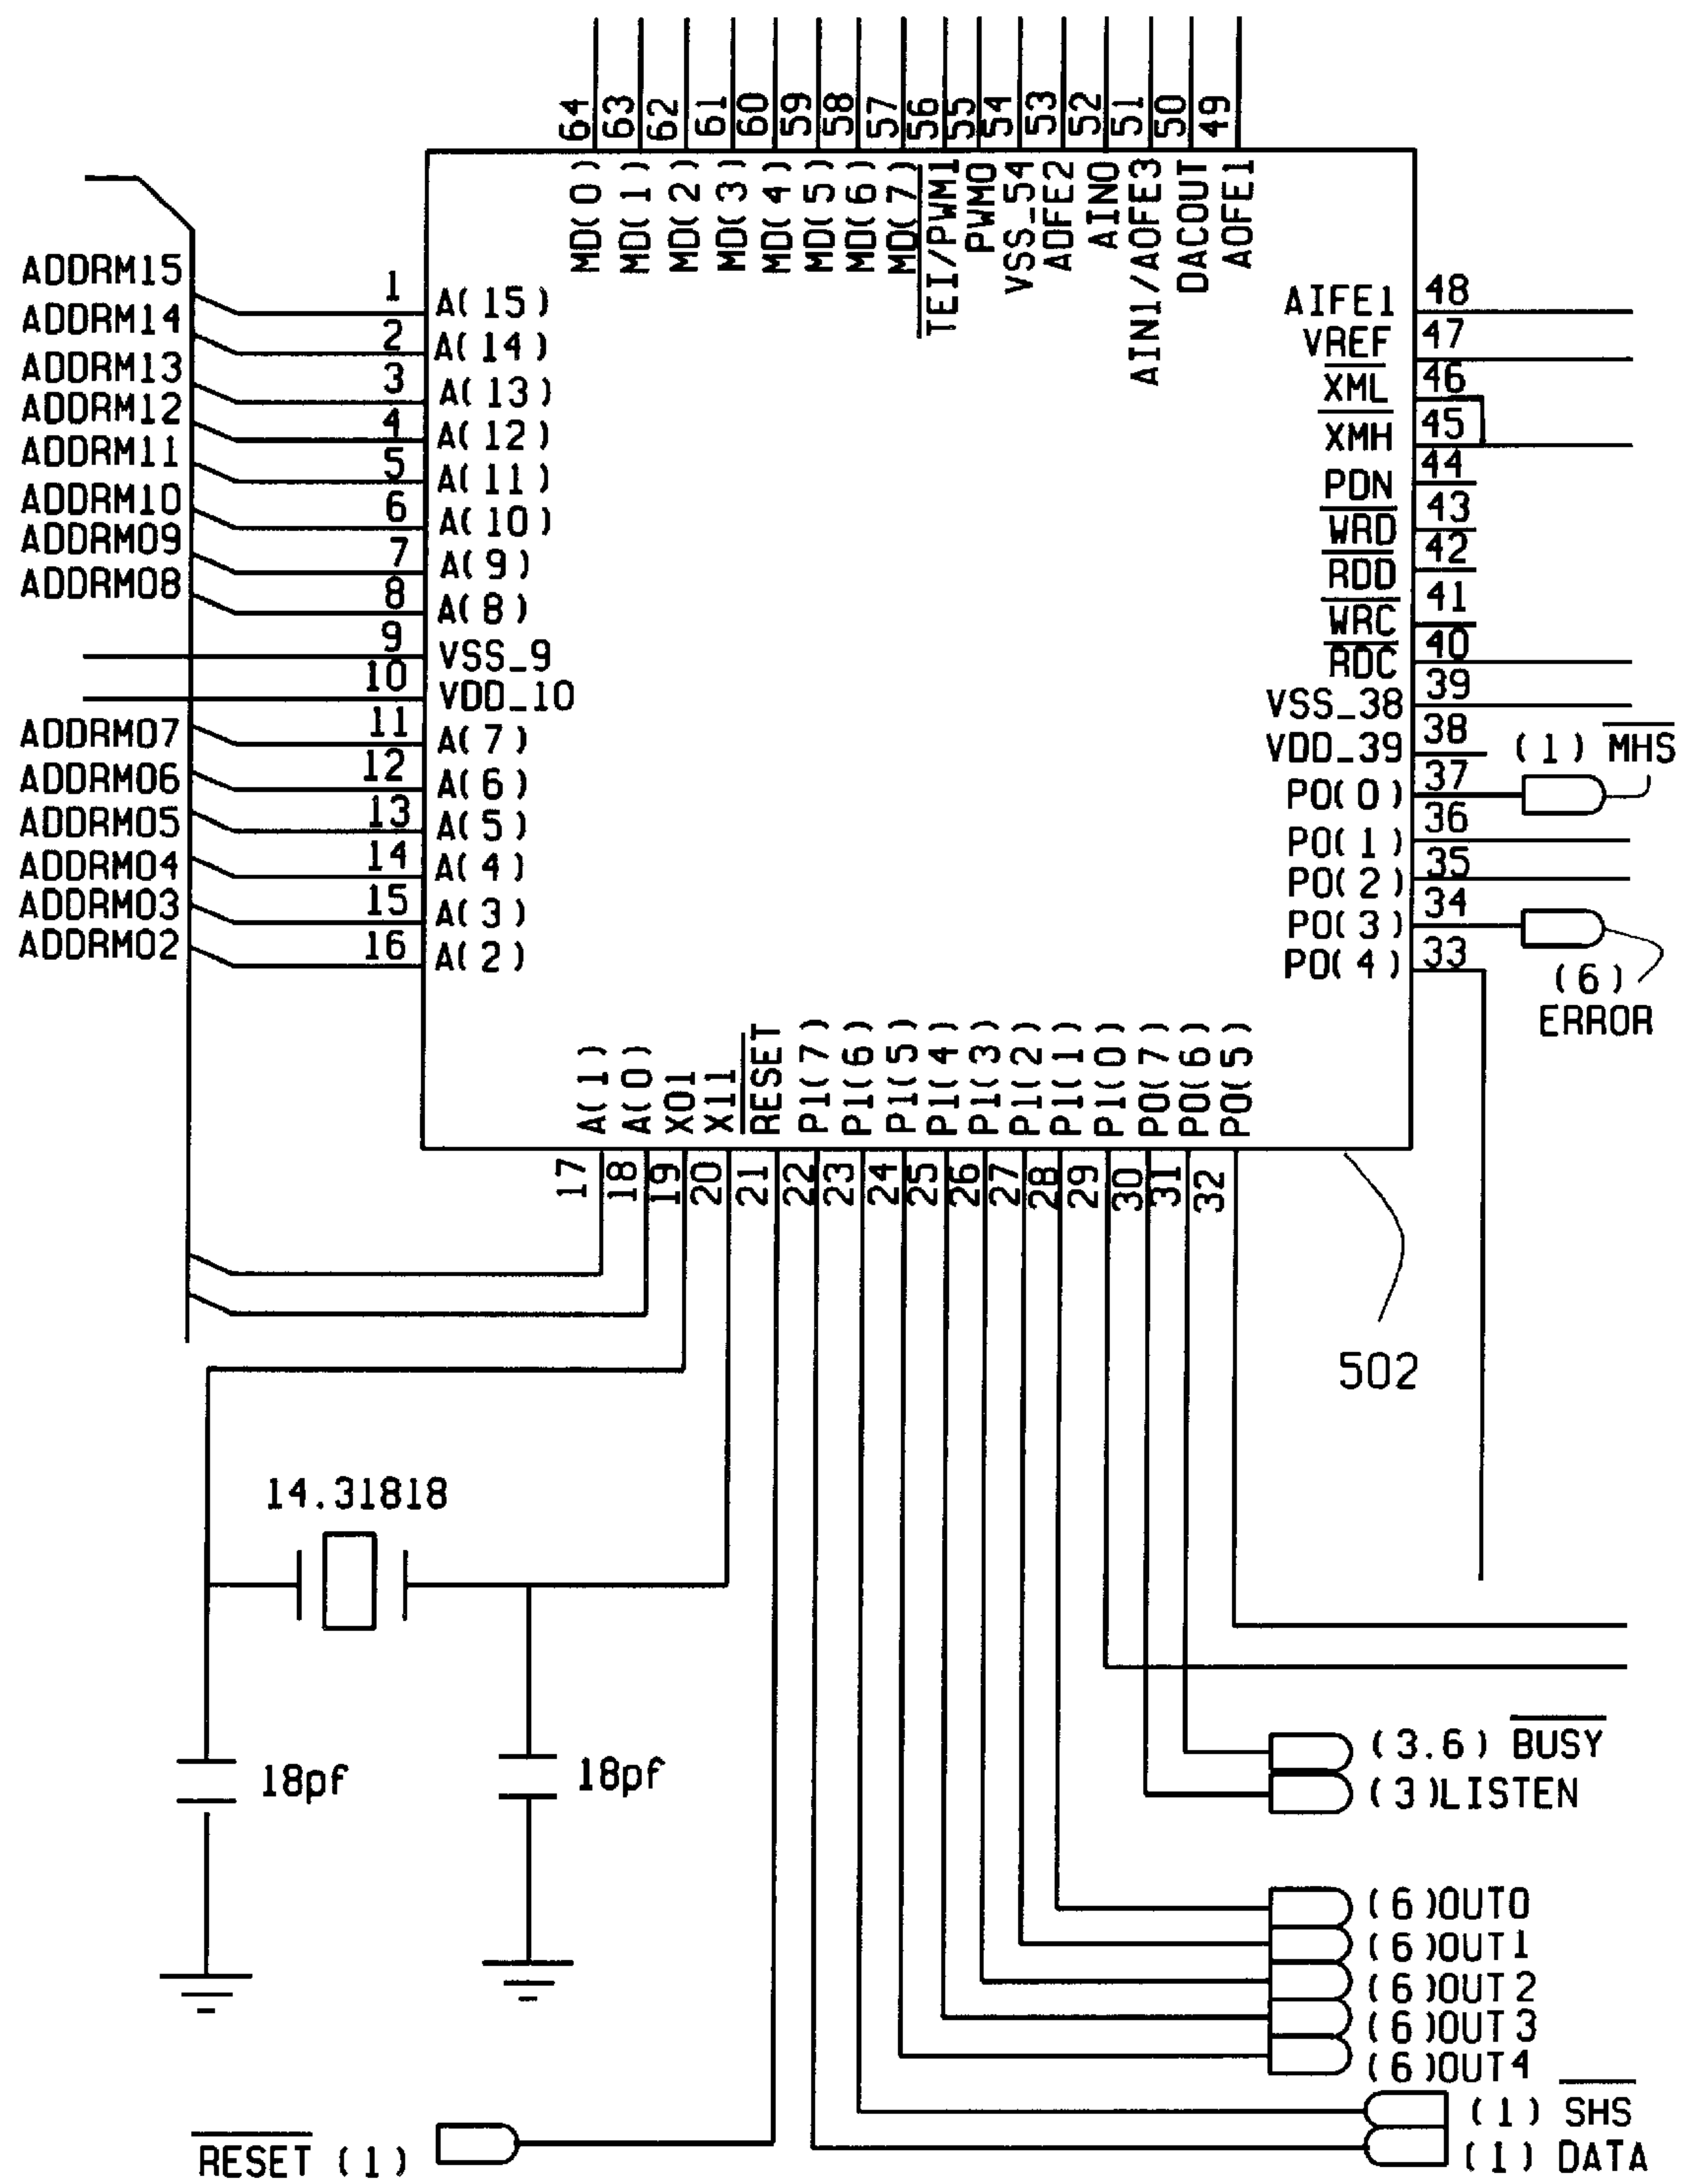 64 63 62 61 60 59 58 57 56 55 54 53 52 51 50 49
MD(0)
MD(1)
MD(2)
MD(3)
MD(4)
MD(5)
MD(6)
MD(7)
TEI/PWM1
PWM0
VSS_54
ADFE2
AIN0
AIN1/AOFE3
DACOUT
AOFE1
ADDRM15 1 A(15)
ADDRM14 2 A(14)
ADDRM13 3 A(13)
ADDRM12 4 A(12)
ADDRM11 5 A(11)
ADDRM10 6 A(10)
ADDRM09 7 A(9)
ADDRM08 8 A(8)
9 VSS_9
10 VDD_10
ADDRM07 11 A(7)
ADDRM06 12 A(6)
ADDRM05 13 A(5)
ADDRM04 14 A(4)
ADDRM03 15 A(3)
ADDRM02 16 A(2)
AIFE1 48
VREF 47
XML 46
XMH 45
PDN 44
WRD 43
RDD 42
WRC 41
RDC 40
VSS_38 39
VDD_39 38 (1) MHS
P0(0) 37
P0(1) 36
P0(2) 35
P0(3) 34
P0(4) 33
(6)
ERROR
A(1)
A(0)
X01
X11
RESET
P1(7)
P1(6)
P1(5)
P1(4)
P1(3)
P1(2)
P1(1)
P1(0)
P0(7)
P0(6)
P0(5)
17 18 19 20 21 22 23 24 25 26 27 28 29 30 31 32
502
14.31818
18pf
18pf
(3.6) BUSY
(3)LISTEN
(6)OUT0
(6)OUT1
(6)OUT2
(6)OUT3
(6)OUT4
(1) SHS
(1) DATA
RESET (1)